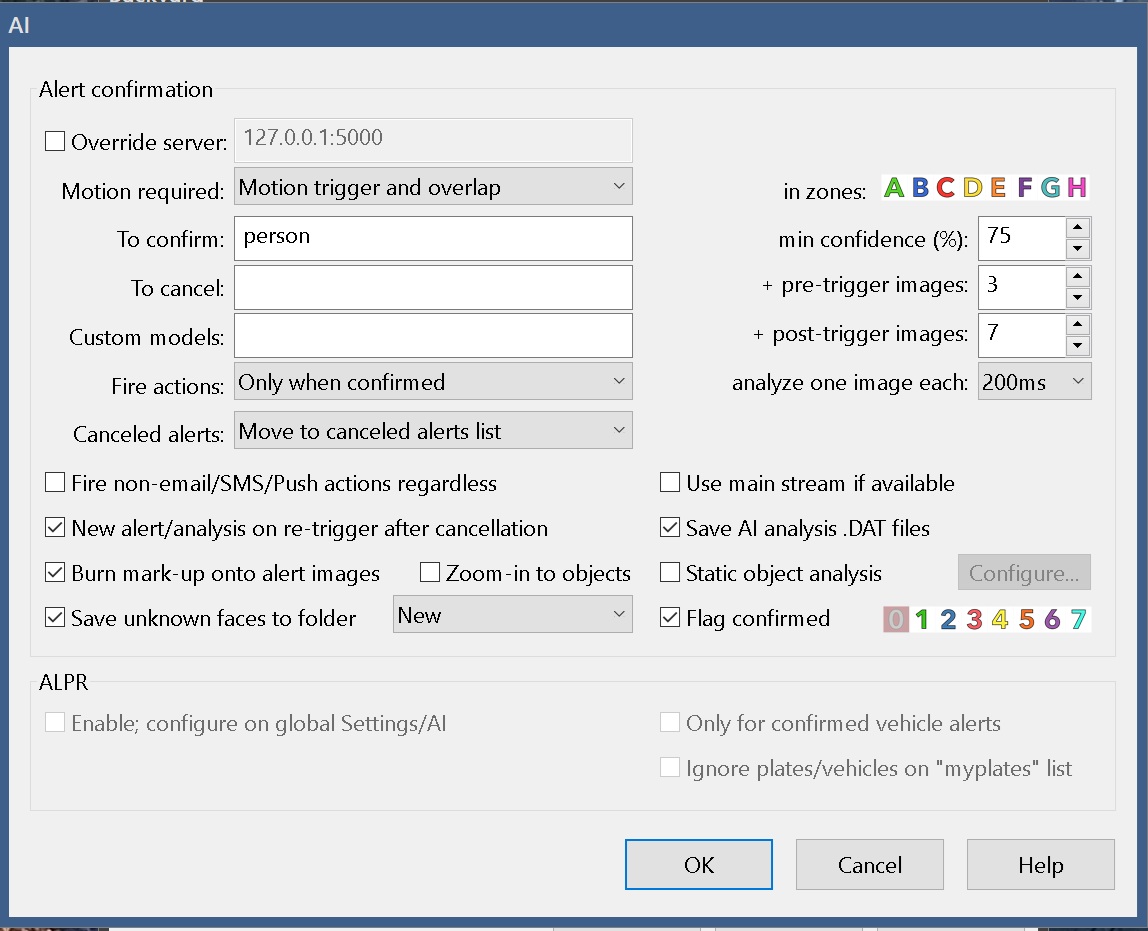 AI
Alert confirmation
Override server: 127.0.0.1:5000
Motion required: Motion trigger and overlap in zones: A B C D E F G H
To confirm: person min confidence (%): 75
To cancel: + pre-trigger images: 3
Custom models: + post-trigger images: 7
Fire actions: Only when confirmed analyze one image each: 200ms
Canceled alerts: Move to canceled alerts list
Fire non-email/SMS/Push actions regardless Use main stream if available
New alert/analysis on re-trigger after cancellation Save AI analysis .DAT files
Burn mark-up onto alert images Zoom-in to objects Static object analysis Configure...
Save unknown faces to folder New Flag confirmed 0 1 2 3 4 5 6 7
ALPR
Enable; configure on global Settings/AI Only for confirmed vehicle alerts
Ignore plates/vehicles on "myplates" list
OK Cancel Help